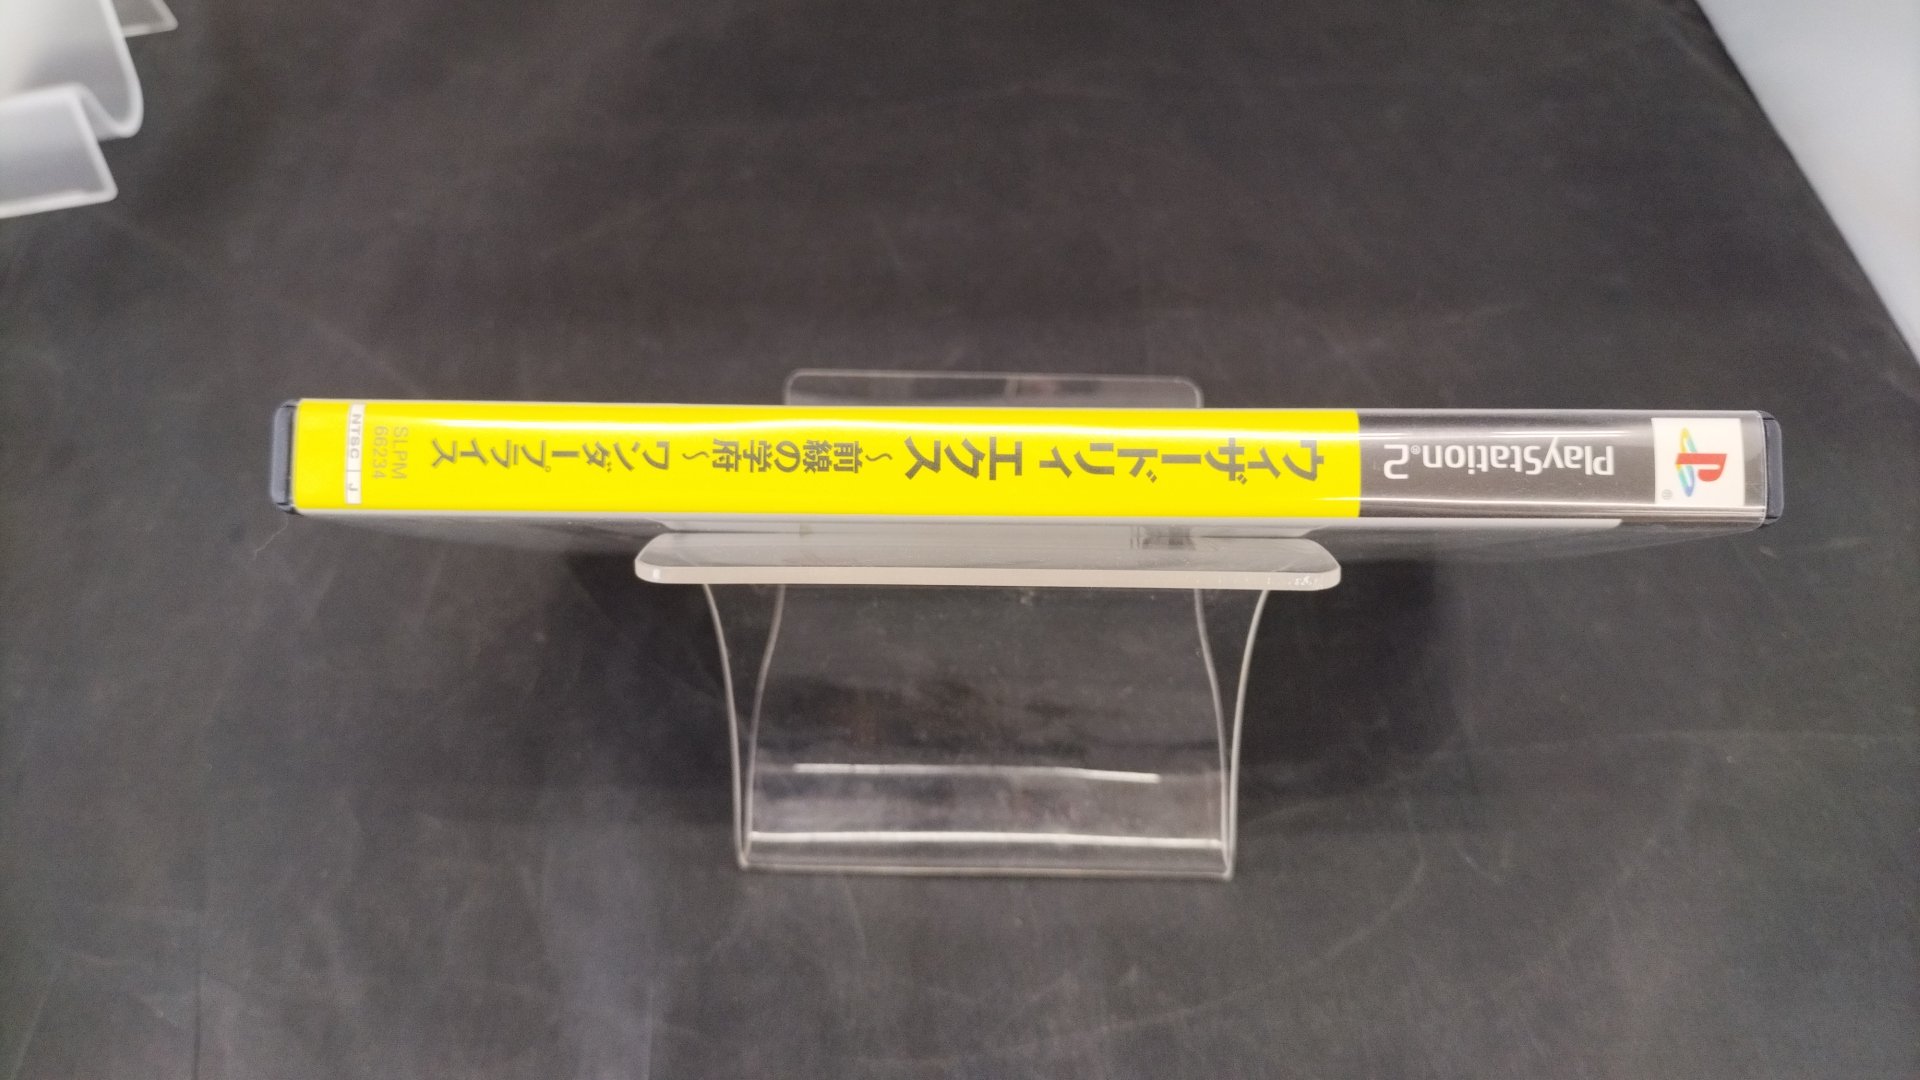 PlayStation®2
ウィザードリィ エクス
～前線の学府～ ワンダープライス
SLPM
66234
NTSC J